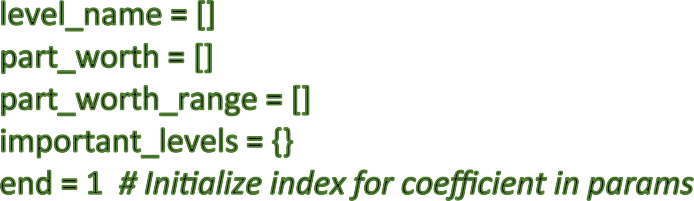 level_name = []
part_worth = []
part_worth_range = []
important_levels = {}
end = 1  # Initialize index for coefficient in params